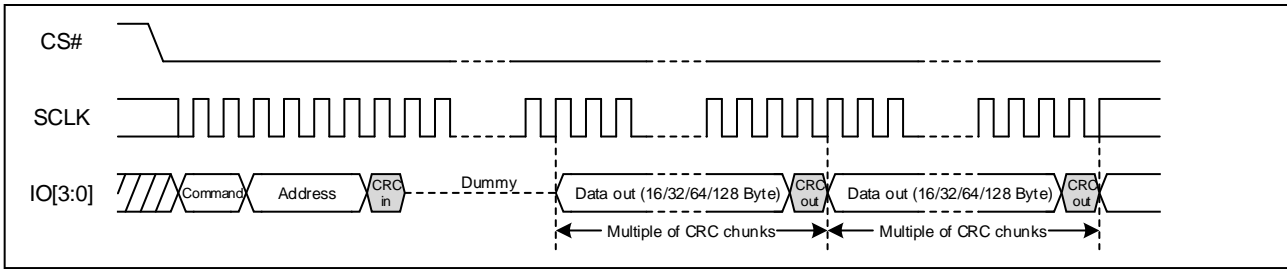 CS#
SCLK
IO[3:0]
Command
Address
CRC
in
Dummy
Data out (16/32/64/128 Byte)
CRC
out
Data out (16/32/64/128 Byte)
CRC
out
Multiple of CRC chunks
Multiple of CRC chunks